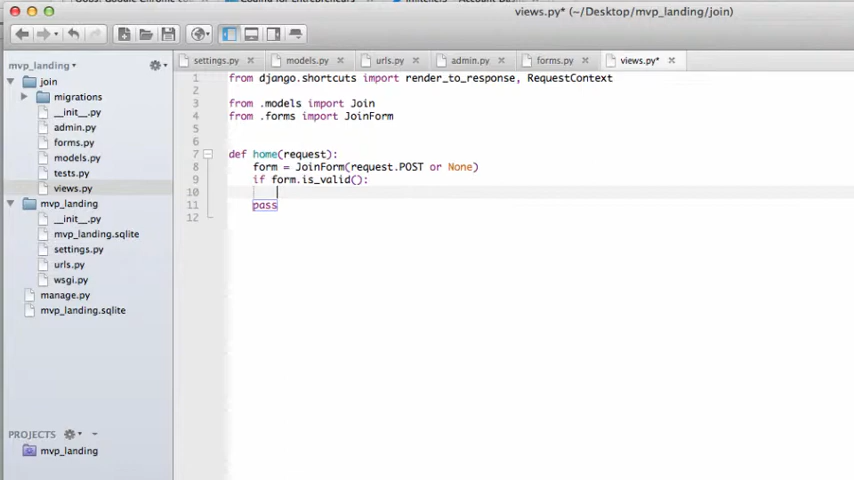 views.py* (~/Desktop/mvp_landing/join)
mvp_landing
settings.py
models.py
urls.py
admin.py
forms.py
views.py*
join
migrations
__init__.py
admin.py
forms.py
models.py
tests.py
views.py
mvp_landing
__init__.py
mvp_landing.sqlite
settings.py
urls.py
wsgi.py
manage.py
mvp_landing.sqlite
PROJECTS
mvp_landing
1 from django.shortcuts import render_to_response, RequestContext
2
3 from .models import Join
4 from .forms import JoinForm
5
6
7 def home(request):
8 form = JoinForm(request.POST or None)
9 if form.is_valid():
10
11 pass
12